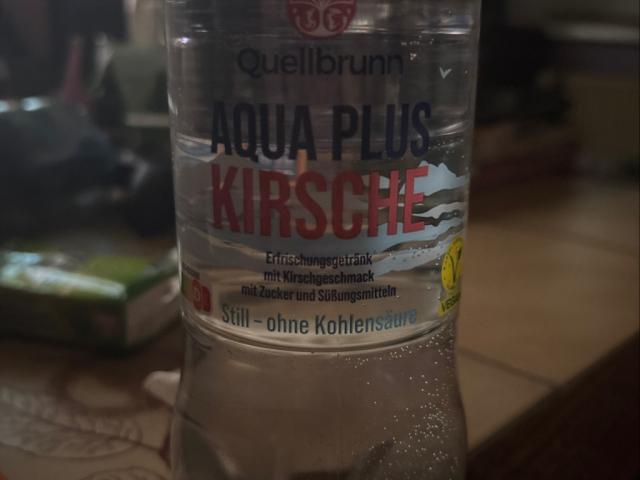 Quellbrunn
AQUA PLUS
KIRSCHE
Erfrischungsgetränk
mit Kirschgeschmack
mit Zucker und Süßungsmitteln
Still – ohne Kohlensäure